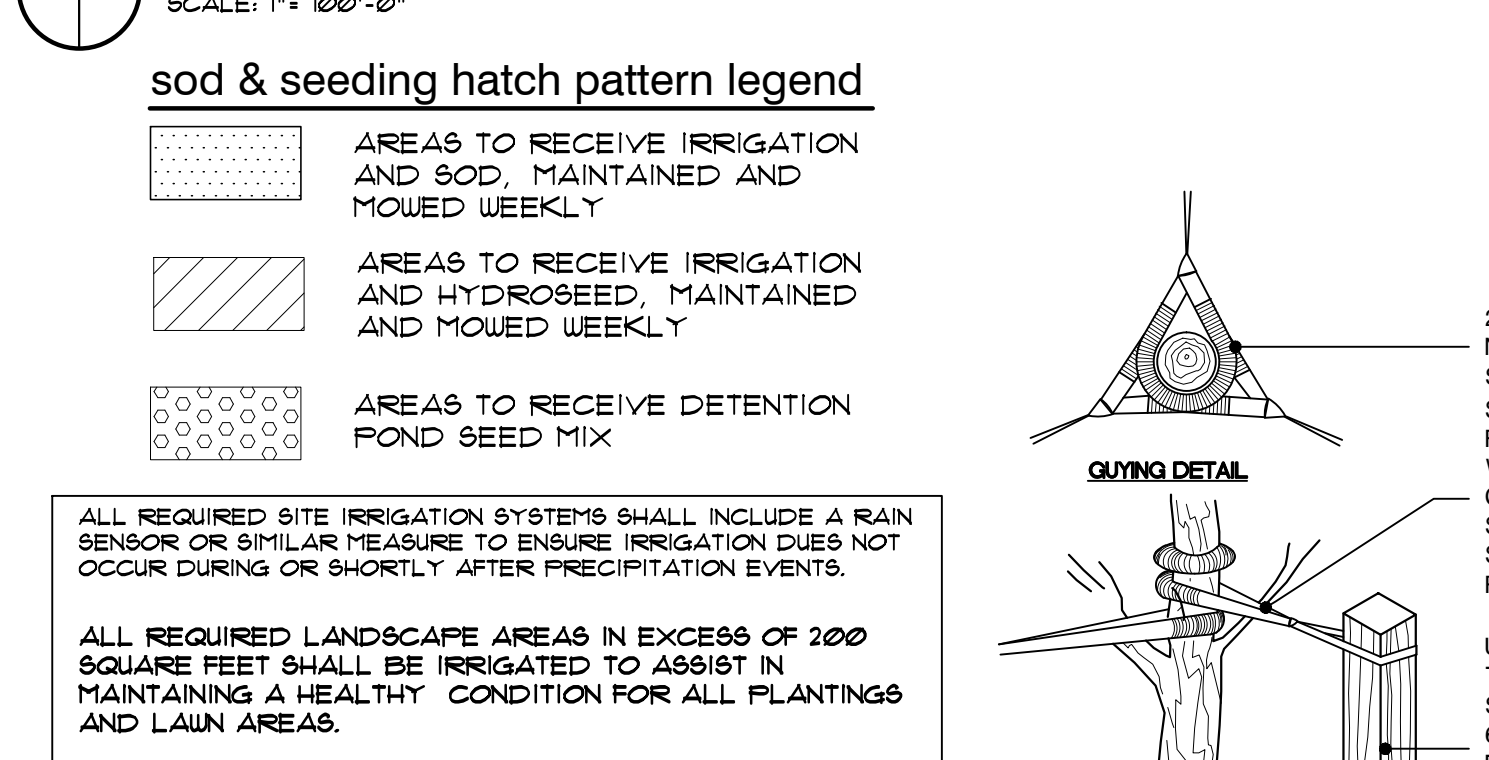 SCALE: 1"= 100'-0"
sod & seeding hatch pattern legend
AREAS TO RECEIVE IRRIGATION
AND SOD, MAINTAINED AND
MOWED WEEKLY
AREAS TO RECEIVE IRRIGATION
AND HYDROSEED, MAINTAINED
AND MOWED WEEKLY
AREAS TO RECEIVE DETENTION
POND SEED MIX
ALL REQUIRED SITE IRRIGATION SYSTEMS SHALL INCLUDE A RAIN
SENSOR OR SIMILAR MEASURE TO ENSURE IRRIGATION DUES NOT
OCCUR DURING OR SHORTLY AFTER PRECIPITATION EVENTS.
ALL REQUIRED LANDSCAPE AREAS IN EXCESS OF 200
SQUARE FEET SHALL BE IRRIGATED TO ASSIST IN
MAINTAINING A HEALTHY CONDITION FOR ALL PLANTINGS
AND LAWN AREAS.
GUYING DETAIL